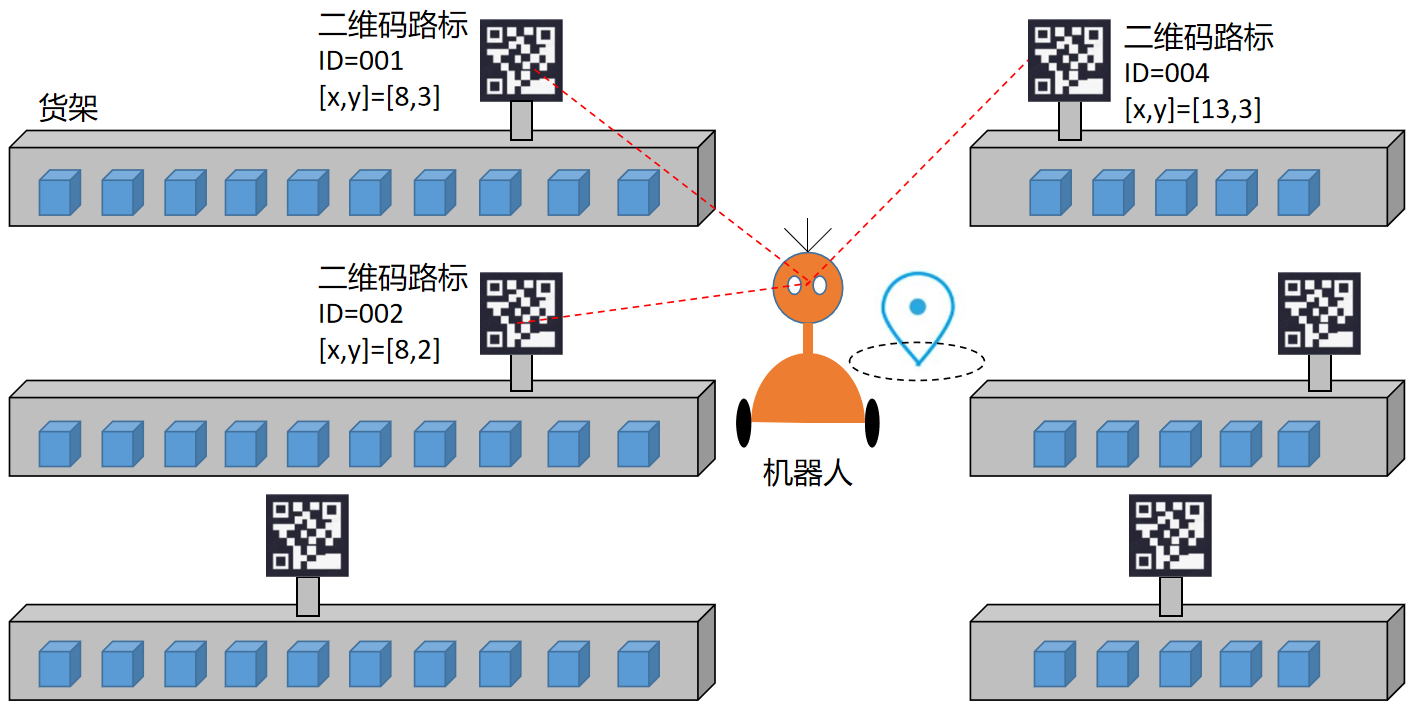 二维码路标
ID=001
[x,y]=[8,3]
二维码路标
ID=004
[x,y]=[13,3]
货架
二维码路标
ID=002
[x,y]=[8,2]
机器人